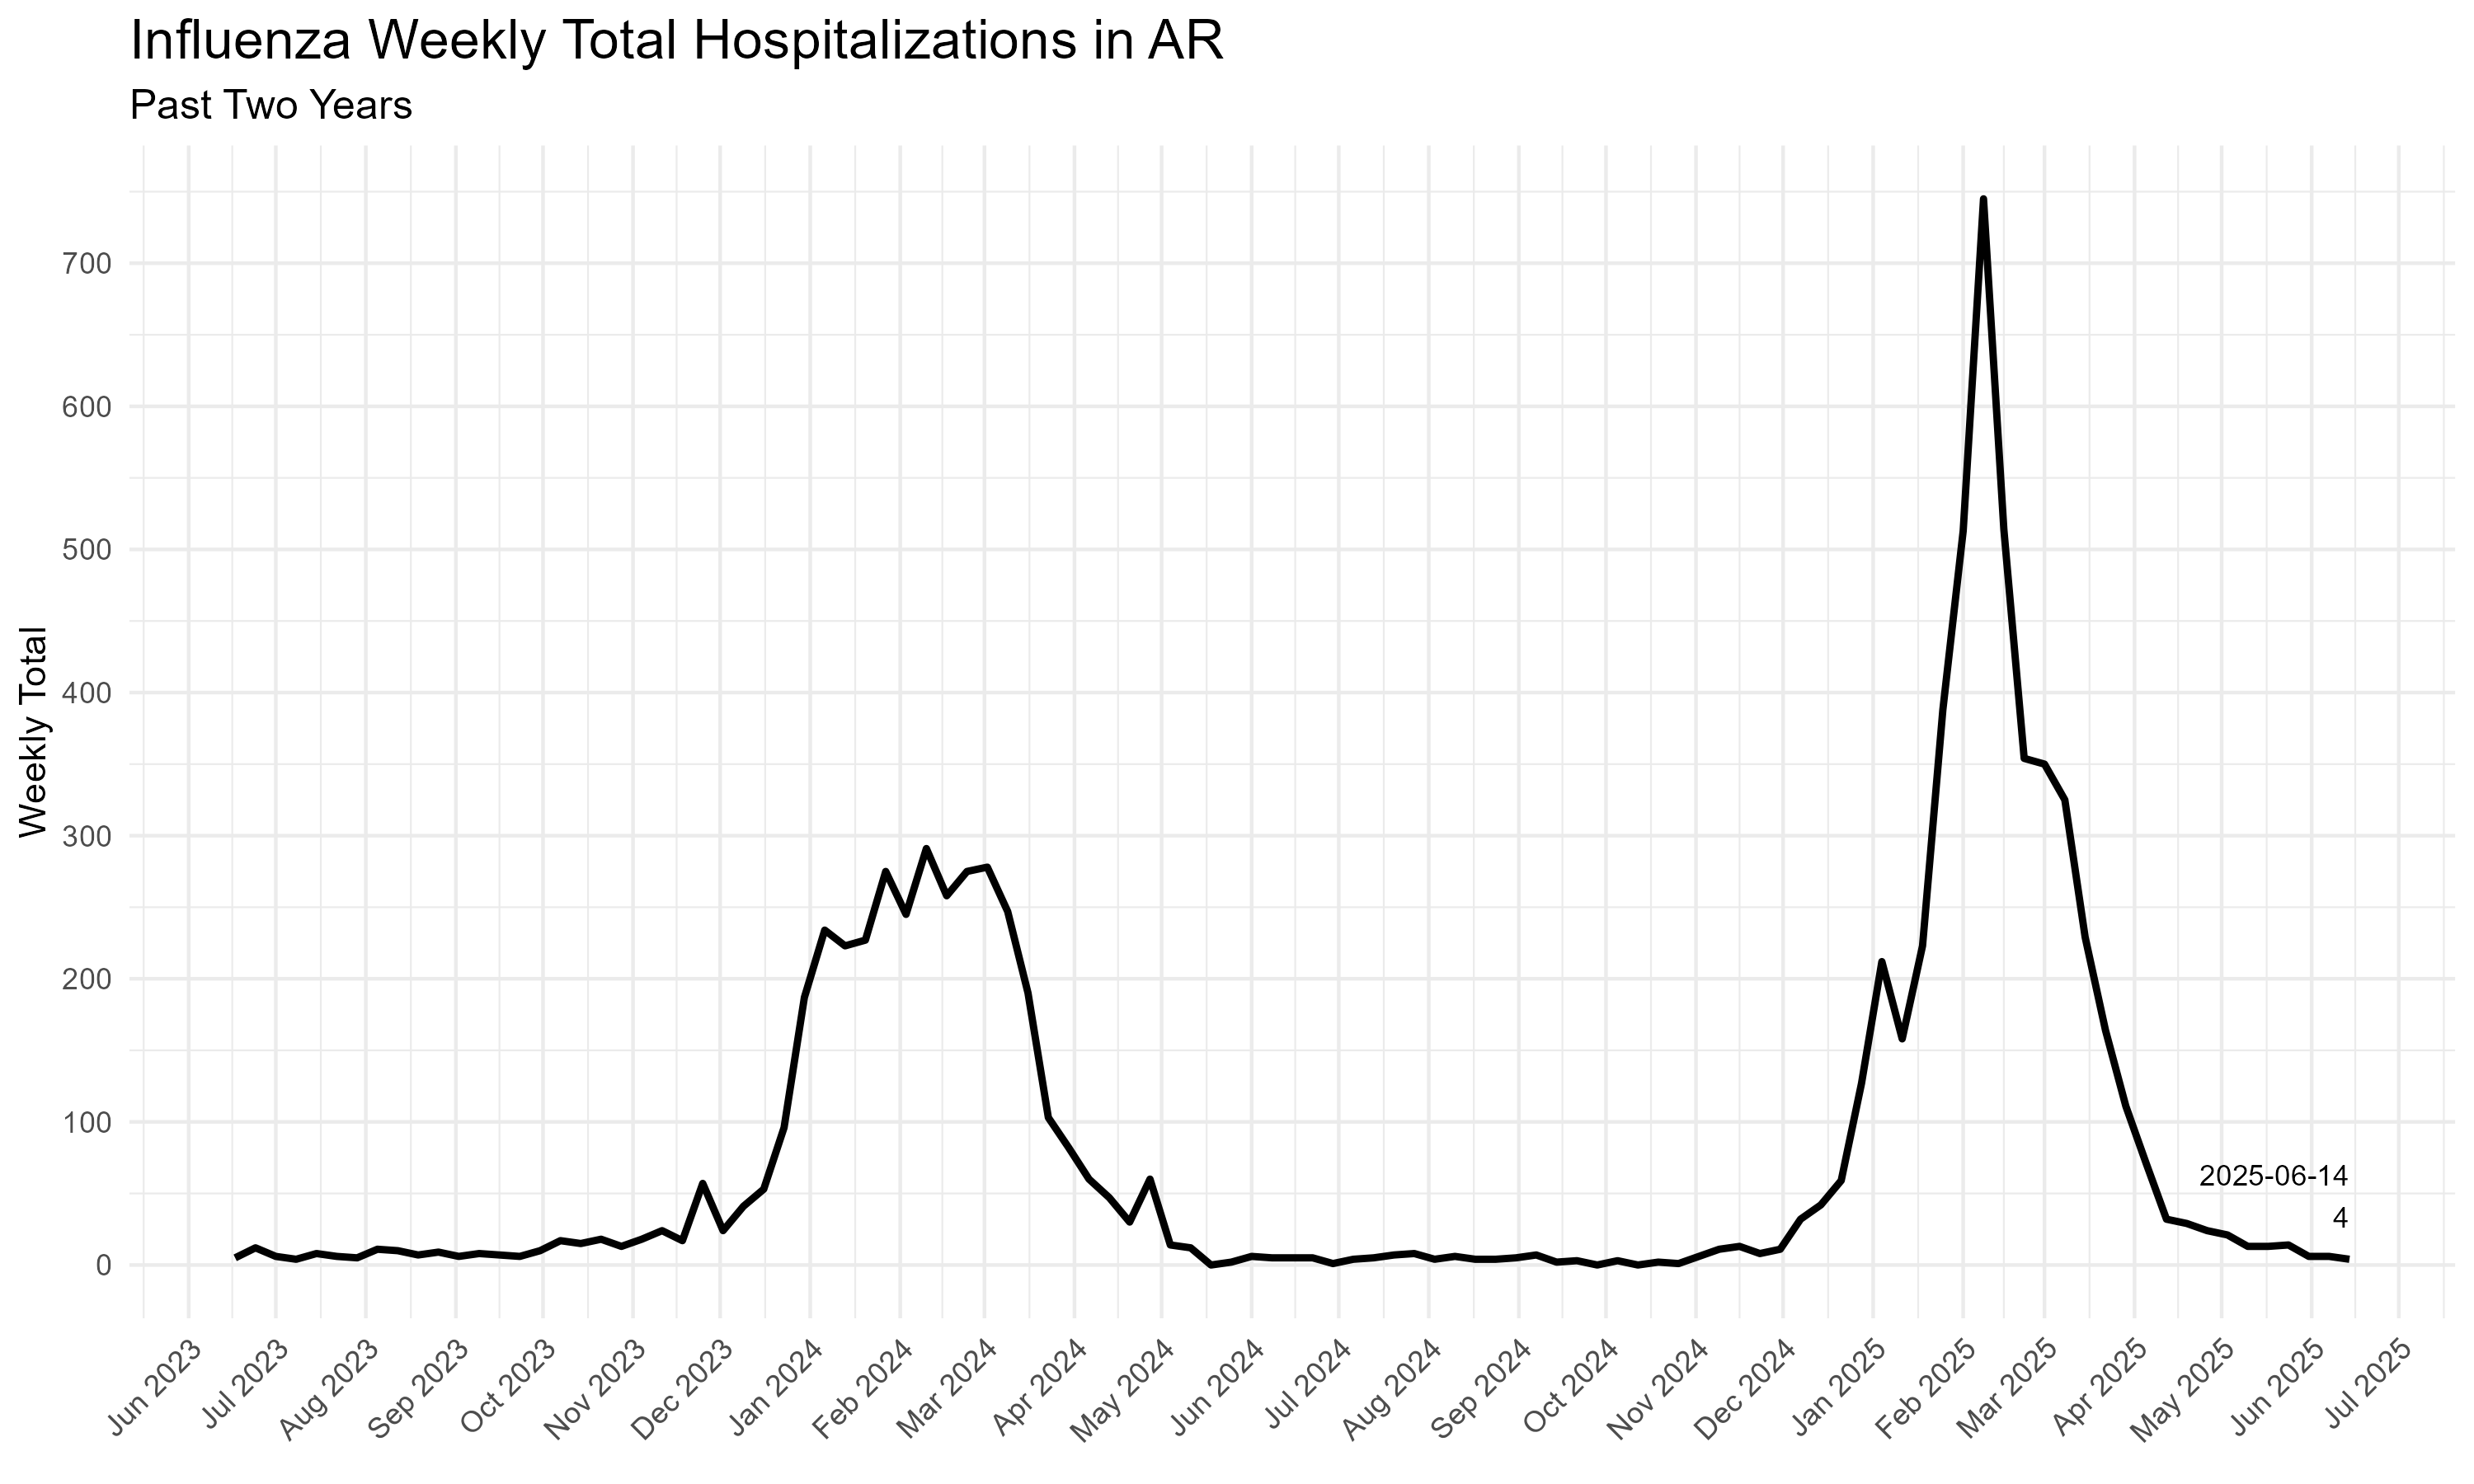 Influenza Weekly Total Hospitalizations in AR
Past Two Years
Weekly Total
700
600
500
400
300
200
100
0
2025-06-14
4
Jun 2023
Jul 2023
Aug 2023
Sep 2023
Oct 2023
Nov 2023
Dec 2023
Jan 2024
Feb 2024
Mar 2024
Apr 2024
May 2024
Jun 2024
Jul 2024
Aug 2024
Sep 2024
Oct 2024
Nov 2024
Dec 2024
Jan 2025
Feb 2025
Mar 2025
Apr 2025
May 2025
Jun 2025
Jul 2025